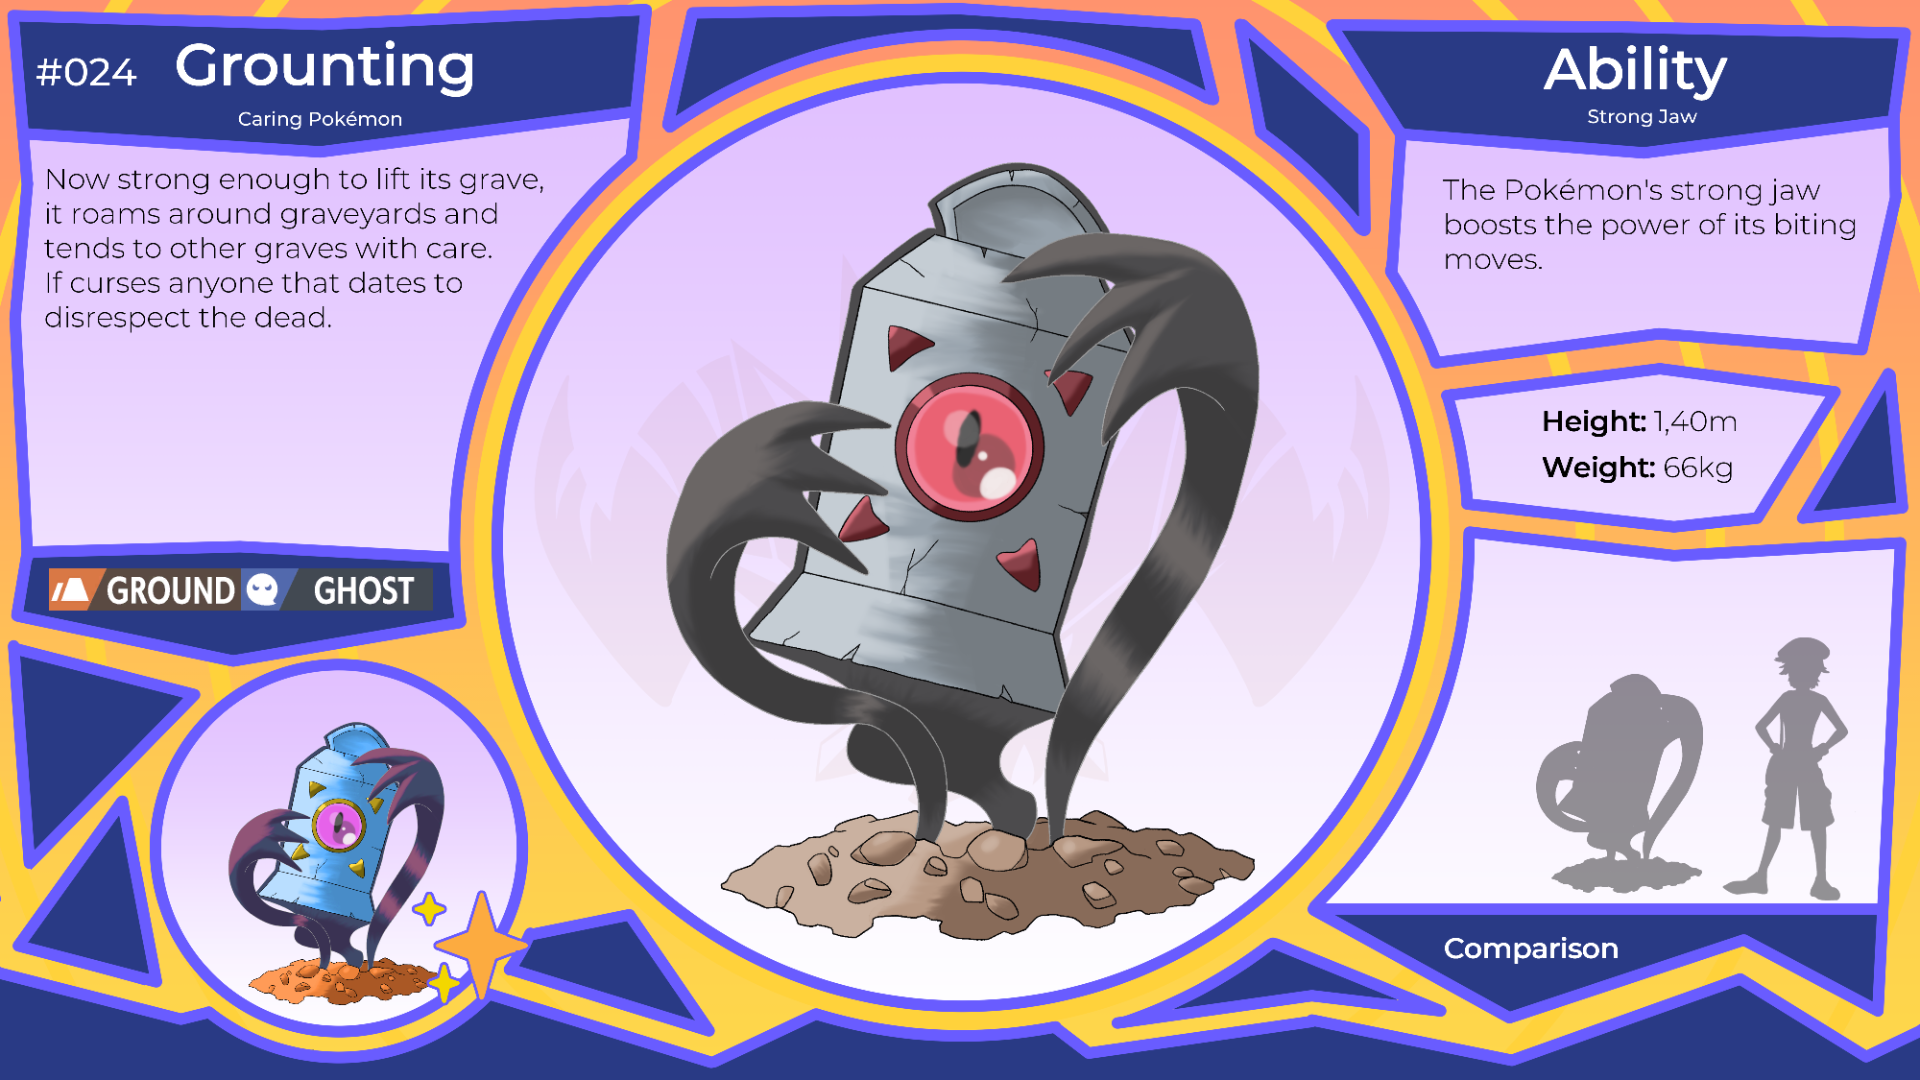 #024 Grounting
Caring Pokémon
Now strong enough to lift its grave,
it roams around graveyards and
tends to other graves with care.
If curses anyone that dates to
disrespect the dead.
GROUND GHOST
Ability
Strong Jaw
The Pokémon's strong jaw
boosts the power of its biting
moves.
Height: 1,40m
Weight: 66kg
Comparison